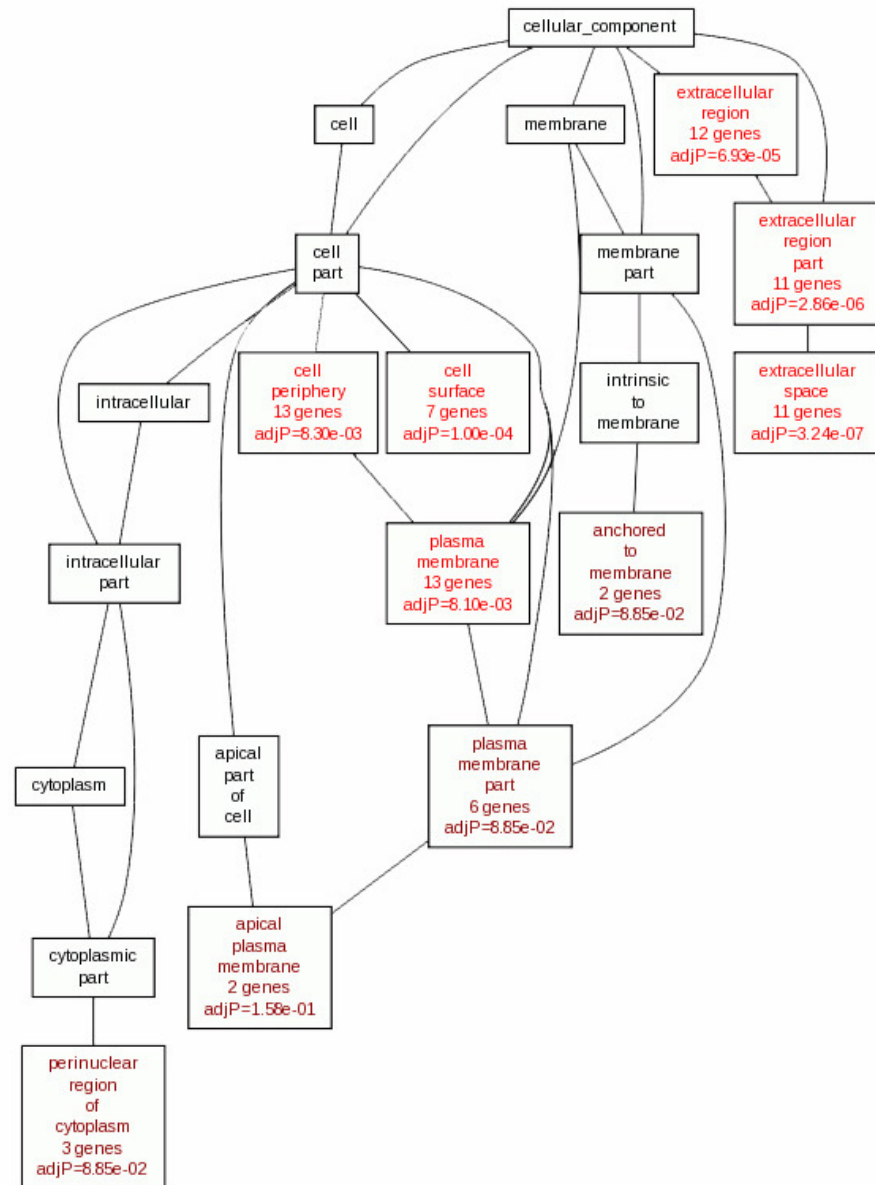 cellular_component
cell
membrane
extracellular
region
12 genes
adjP=6.93e-05
cell
part
membrane
part
extracellular
region
part
11 genes
adjP=2.86e-06
intracellular
cell
periphery
13 genes
adjP=8.30e-03
cell
surface
7 genes
adjP=1.00e-04
intrinsic
to
membrane
extracellular
space
11 genes
adjP=3.24e-07
intracellular
part
plasma
membrane
13 genes
adjP=8.10e-03
anchored
to
membrane
2 genes
adjP=8.85e-02
cytoplasm
apical
part
of
cell
plasma
membrane
part
6 genes
adjP=8.85e-02
cytoplasmic
part
apical
plasma
membrane
2 genes
adjP=1.58e-01
perinuclear
region
of
cytoplasm
3 genes
adjP=8.85e-02